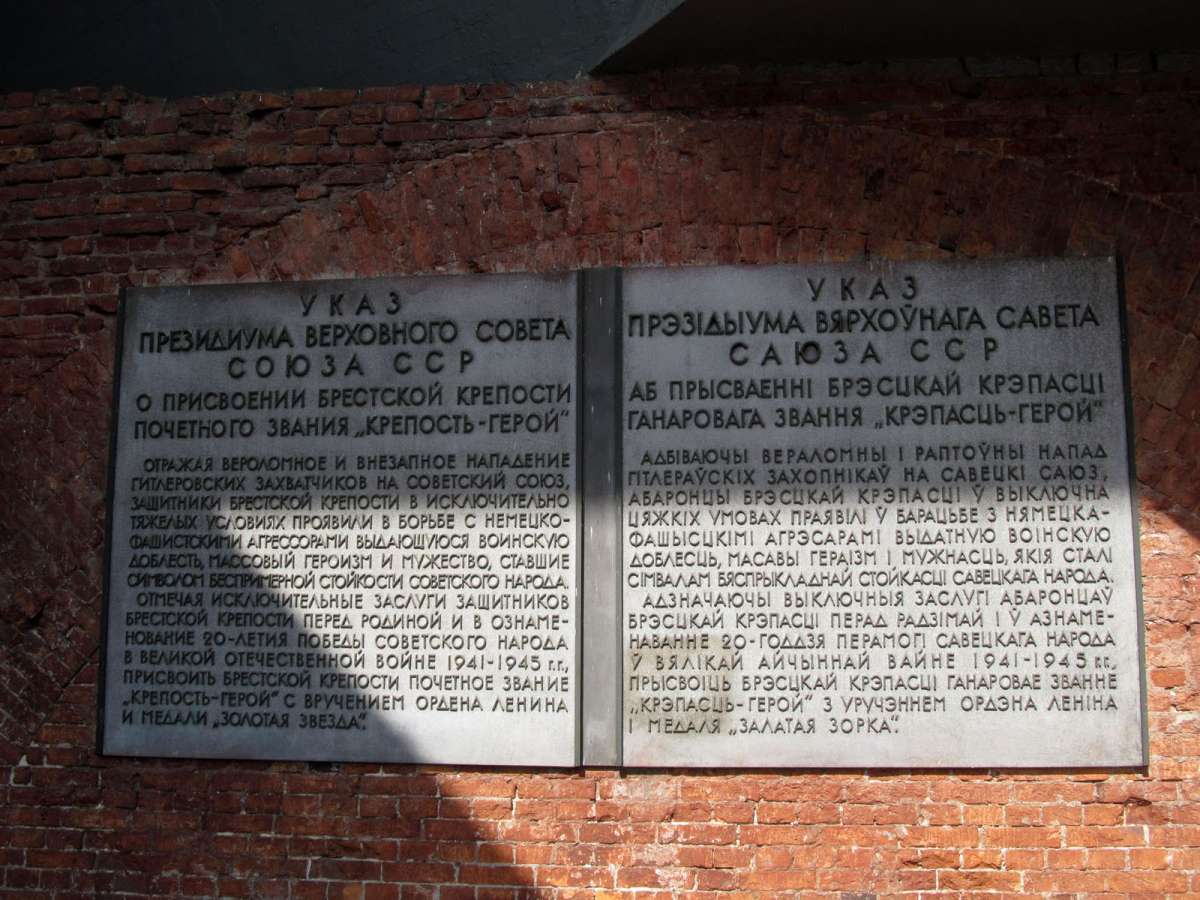 УКАЗ
ПРЕЗИДИУМА ВЕРХОВНОГО СОВЕТА
СОЮЗА ССР
О ПРИСВОЕНИИ БРЕСТСКОЙ КРЕПОСТИ
ПОЧЕТНОГО ЗВАНИЯ „КРЕПОСТЬ-ГЕРОЙ"
ОТРАЖАЯ ВЕРОЛОМНОЕ И ВНЕЗАПНОЕ НАПАДЕНИЕ
ГИТЛЕРОВСКИХ ЗАХВАТЧИКОВ НА СОВЕТСКИЙ СОЮЗ,
ЗАЩИТНИКИ БРЕСТСКОЙ КРЕПОСТИ В ИСКЛЮЧИТЕЛЬНО
ТЯЖЕЛЫХ УСЛОВИЯХ ПРОЯВИЛИ В БОРЬБЕ С НЕМЕЦКО-
ФАШИСТСКИМИ АГРЕССОРАМИ ВЫДАЮЩУЮСЯ ВОИНСКУЮ
ДОБЛЕСТЬ, МАССОВЫЙ ГЕРОИЗМ И МУЖЕСТВО, СТАВШИЕ
СИМВОЛОМ БЕСПРИМЕРНОЙ СТОЙКОСТИ СОВЕТСКОГО НАРОДА.
ОТМЕЧАЯ ИСКЛЮЧИТЕЛЬНЫЕ ЗАСЛУГИ ЗАЩИТНИКОВ
БРЕСТСКОЙ КРЕПОСТИ ПЕРЕД РОДИНОЙ И В ОЗНАМЕ-
НОВАНИЕ 20-ЛЕТИЯ ПОБЕДЫ СОВЕТСКОГО НАРОДА
В ВЕЛИКОЙ ОТЕЧЕСТВЕННОЙ ВОЙНЕ 1941-1945 г.г.,
ПРИСВОИТЬ БРЕСТСКОЙ КРЕПОСТИ ПОЧЕТНОЕ ЗВАНИЕ
„КРЕПОСТЬ-ГЕРОЙ" С ВРУЧЕНИЕМ ОРДЕНА ЛЕНИНА
И МЕДАЛИ „ЗОЛОТАЯ ЗВЕЗДА".
УКАЗ
ПРЭЗІДЫУМА ВЯРХОЎНАГА САВЕТА
САЮЗА ССР
АБ ПРЫСВАЕННІ БРЭСЦКАЙ КРЭПАСЦІ
ГАНАРОВАГА ЗВАННЯ „КРЭПАСЦЬ-ГЕРОЙ"
АДБІВАЮЧЫ ВЕРАЛОМНЫ І РАПТОЎНЫ НАПАД
ГІТЛЕРАЎСКІХ ЗАХОПНІКАЎ НА САВЕЦКІ САЮЗ,
АБАРОНЦЫ БРЭСЦКАЙ КРЭПАСЦІ Ў ВЫКЛЮЧНА
ЦЯЖКІХ УМОВАХ ПРАЯВІЛІ Ў БАРАЦЬБЕ З НЯМЕЦКА-
ФАШЫСЦКІМІ АГРЭСАРАМІ ВЫДАТНУЮ ВОІНСКУЮ
ДОБЛЕСЦЬ, МАСАВЫ ГЕРАІЗМ І МУЖНАСЦЬ, ЯКІЯ СТАЛІ
СІМВАЛАМ БЯСПРЫКЛАДНАЙ СТОЙКАСЦІ САВЕЦКАГА НАРОДА.
АДЗНАЧАЮЧЫ ВЫКЛЮЧНЫЯ ЗАСЛУГІ АБАРОНЦАЎ
БРЭСЦКАЙ КРЭПАСЦІ ПЕРАД РАДЗІМАЙ І Ў АЗНАМЕ-
НАВАННЕ 20-ГОДДЗЯ ПЕРАМОГІ САВЕЦКАГА НАРОДА
Ў ВЯЛІКАЙ АЙЧЫННАЙ ВАЙНЕ 1941-1945 г.г.,
ПРЫСВОІЦЬ БРЭСЦКАЙ КРЭПАСЦІ ГАНАРОВАЕ ЗВАННЕ
„КРЭПАСЦЬ-ГЕРОЙ" З УРУЧЭННЕМ ОРДЭНА ЛЕНІНА
І МЕДАЛЯ „ЗАЛАТАЯ ЗОРКА".